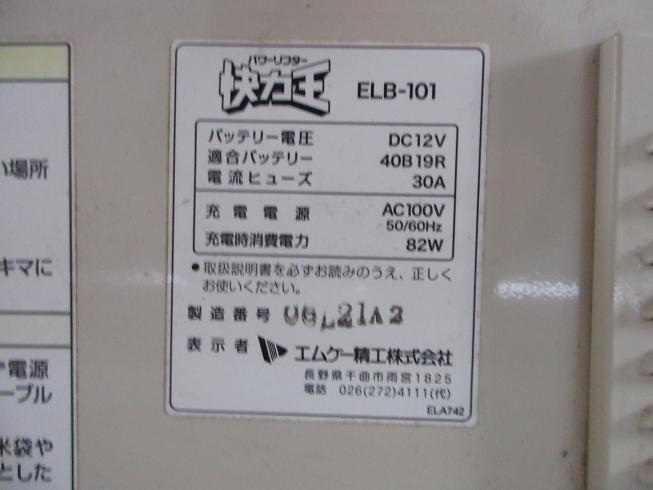 い場所
キマに
電源
ーブル
米袋や
とした
パワーリフター
快力王 ELB-101
バッテリー電圧 DC12V
適合バッテリー 40B19R
電流ヒューズ 30A
充電電源 AC100V
50/60Hz
充電時消費電力 82W
●取扱説明書を必ずお読みのうえ、正しく
お使いください。
製造番号
表示者 エムケー精工株式会社
長野県千曲市雨宮1825
電話 026(272)4111(代)
ELA742